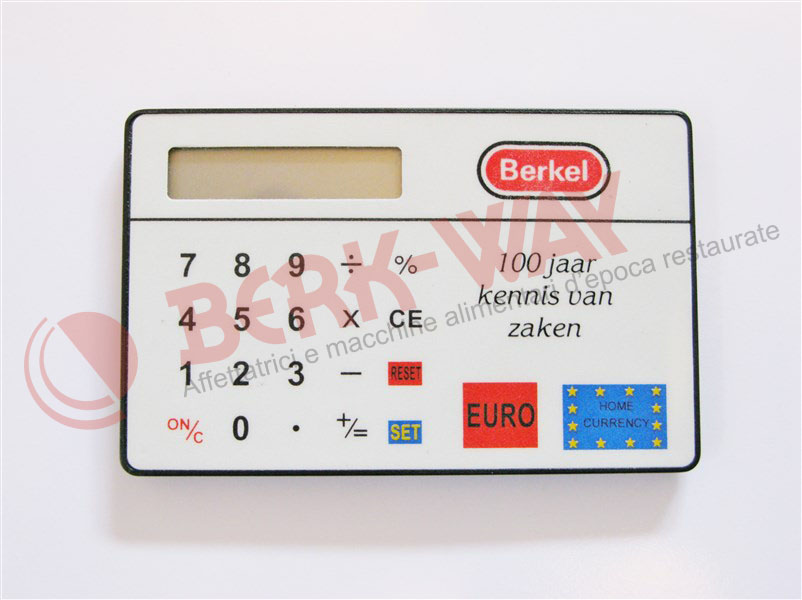 Berkel
7 8 9 ÷ %
4 5 6 X CE
1 2 3 − RESET
ON/C 0 . +/= SET
100 jaar
kennis van
zaken
EURO
HOME
CURRENCY
BERK-WAY
Affettatrici e macchine alimentari d'epoca restaurate